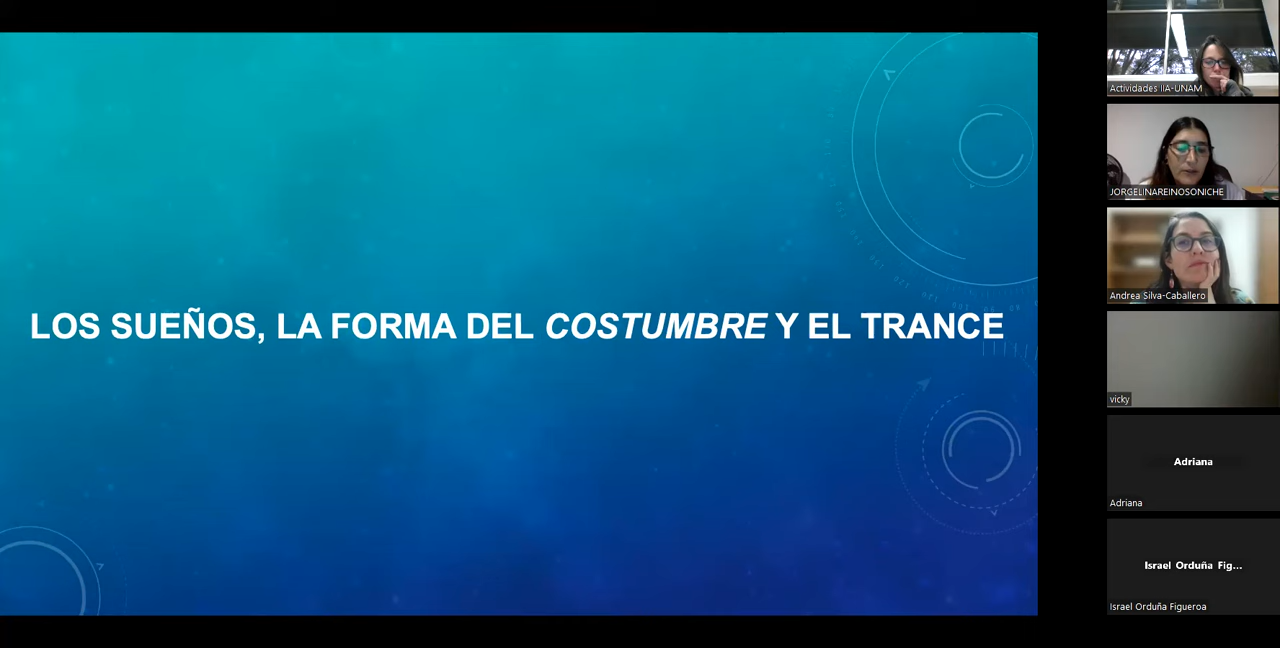 LOS SUEÑOS, LA FORMA DEL COSTUMBRE Y EL TRANCE
Actividades IIA-UNAM
JORGELINAREINOSONICHE
Andrea Silva-Caballero
vicky
Adriana
Adriana
Israel Orduña Fig...
Israel Orduña Figueroa